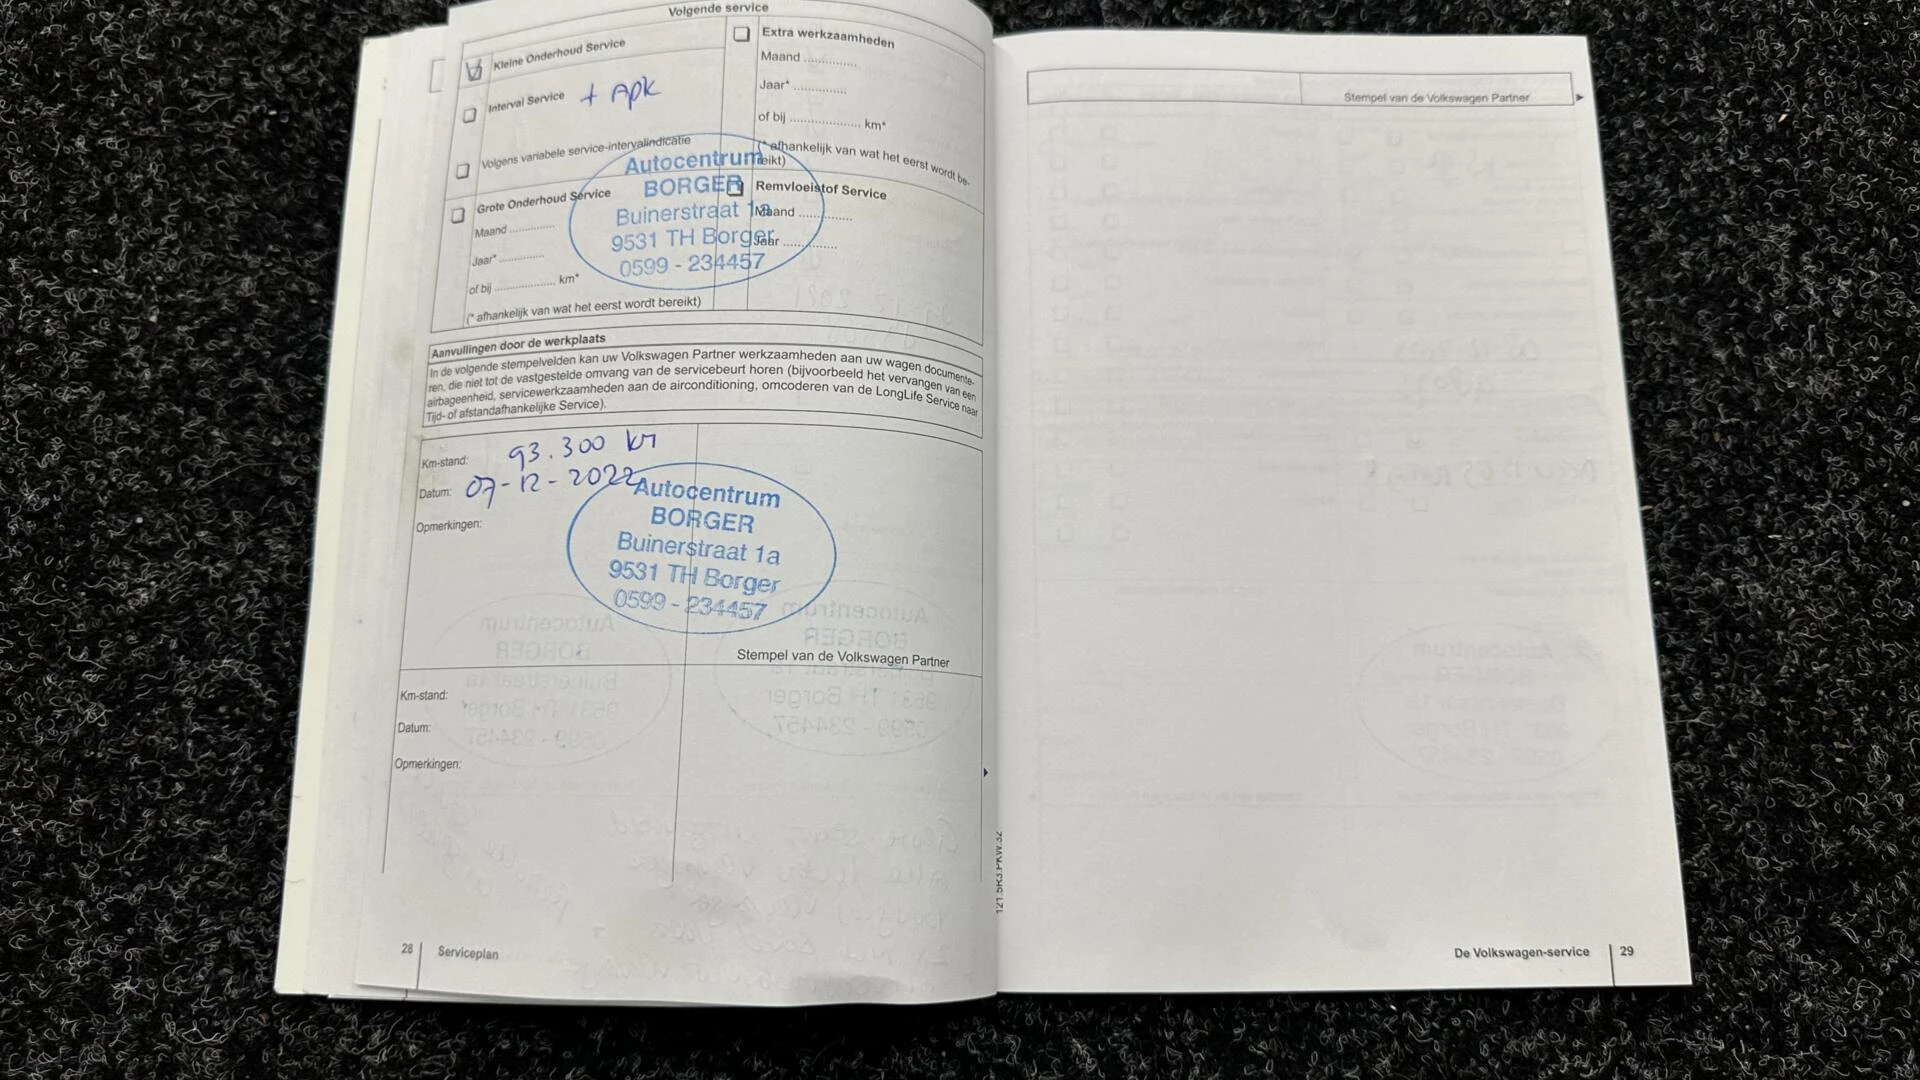 Volgende service
Kleine Onderhoud Service
Interval Service + APK
Volgens variabele service-intervalindicatie
Grote Onderhoud Service
Maand ..............
Jaar* ..............
of bij .................... km*
(* afhankelijk van wat het eerst wordt bereikt)
Extra werkzaamheden
Maand ..............
Jaar* ..............
of bij .................... km*
(* afhankelijk van wat het eerst wordt be-
reikt)
Remvloeistof Service
Maand ..............
Jaar ..............
Autocentrum
BORGER
Buinerstraat 1a
9531 TH Borger
0599 - 234457
Aanvullingen door de werkplaats
In de volgende stempelvelden kan uw Volkswagen Partner werkzaamheden aan uw wagen documente-
ren, die niet tot de vastgestelde omvang van de servicebeurt horen (bijvoorbeeld het vervangen van een
airbageenheid, servicewerkzaamheden aan de airconditioning, omcoderen van de LongLife Service naar
Tijd- of afstandafhankelijke Service).
Km-stand: 93.300 km
Datum: 07-12-2022
Opmerkingen:
Autocentrum
BORGER
Buinerstraat 1a
9531 TH Borger
0599 - 234457
Stempel van de Volkswagen Partner
Km-stand:
Datum:
Opmerkingen:
28 Serviceplan
Stempel van de Volkswagen Partner
De Volkswagen-service 29